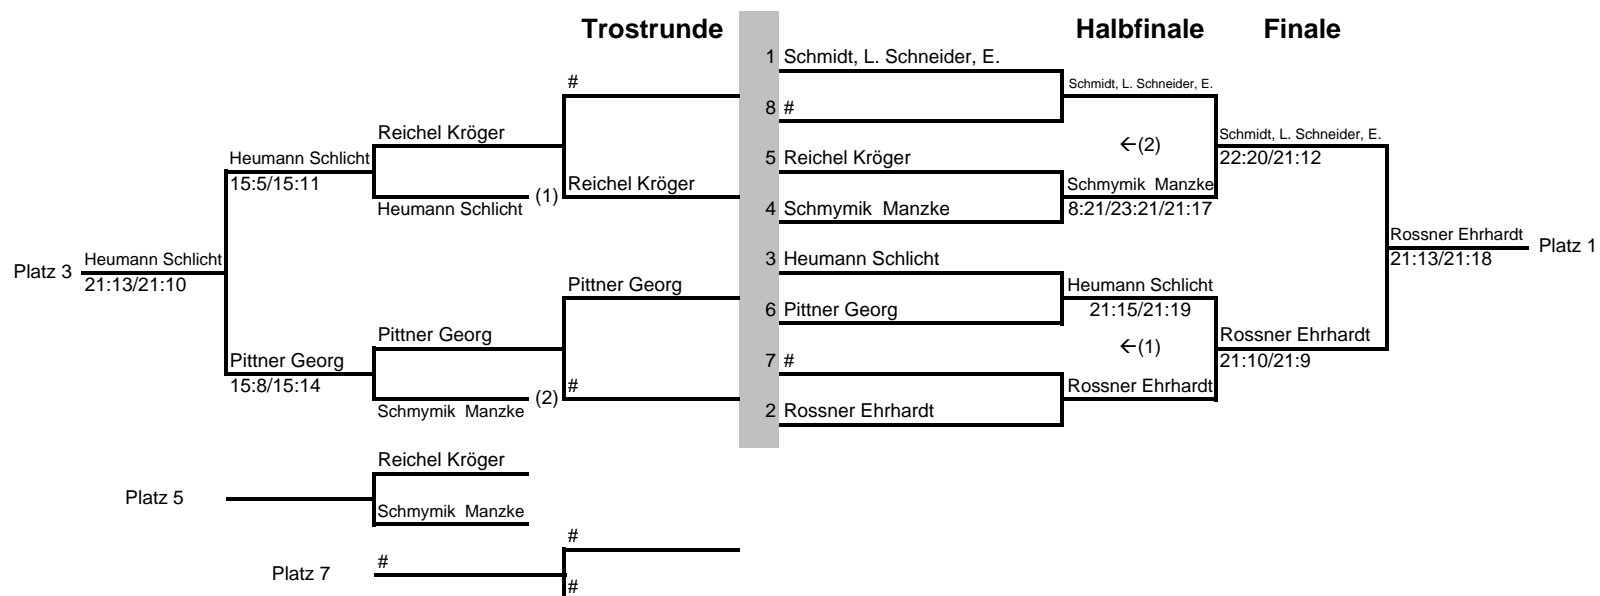 Trostrunde Halbfinale Finale
1 Schmidt, L. Schneider, E.
# Schmidt, L. Schneider, E.
8 #
Reichel Kröger ←(2) Schmidt, L. Schneider, E.
Heumann Schlicht 5 Reichel Kröger 22:20/21:12
15:5/15:11 (1) Reichel Kröger Schmymik Manzke
Heumann Schlicht 4 Schmymik Manzke 8:21/23:21/21:17
Rossner Ehrhardt Platz 1
Platz 3 Heumann Schlicht 3 Heumann Schlicht 21:13/21:18
21:13/21:10 Pittner Georg Heumann Schlicht
6 Pittner Georg 21:15/21:19
Pittner Georg ←(1) Rossner Ehrhardt
Pittner Georg 7 # 21:10/21:9
15:8/15:14 # Rossner Ehrhardt
(2)
Schmymik Manzke 2 Rossner Ehrhardt
Reichel Kröger
Platz 5
Schmymik Manzke
#
# 
Platz 7
#